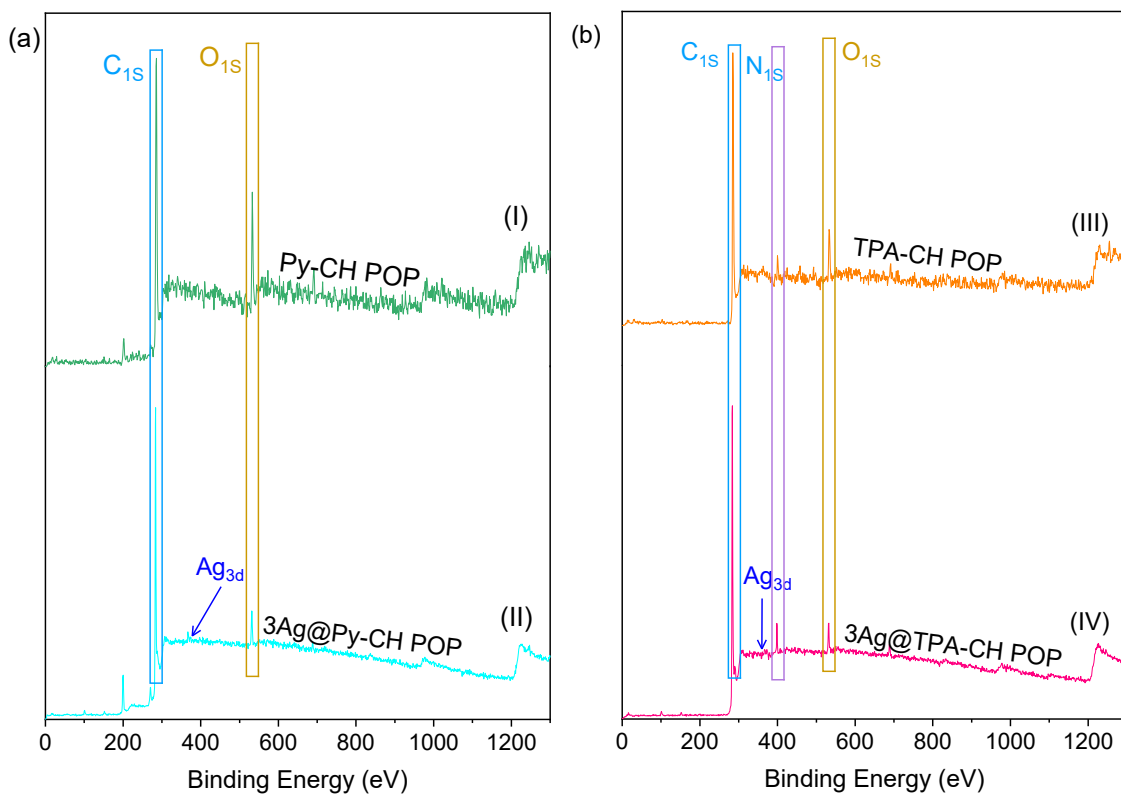 (a)
C1S
O1S
(I)
Py-CH POP
Ag3d
3Ag@Py-CH POP
(II)
0 200 400 600 800 1000 1200
Binding Energy (eV)
(b)
C1S
N1S
O1S
(III)
TPA-CH POP
Ag3d
3Ag@TPA-CH POP
(IV)
0 200 400 600 800 1000 1200
Binding Energy (eV)